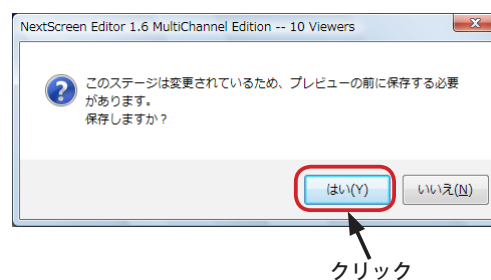 NextScreen Editor 1.6 MultiChannel Edition -- 10 Viewers
このステージは変更されているため、プレビューの前に保存する必要
があります。
保存しますか？
はい(Y) いいえ(N)
クリック